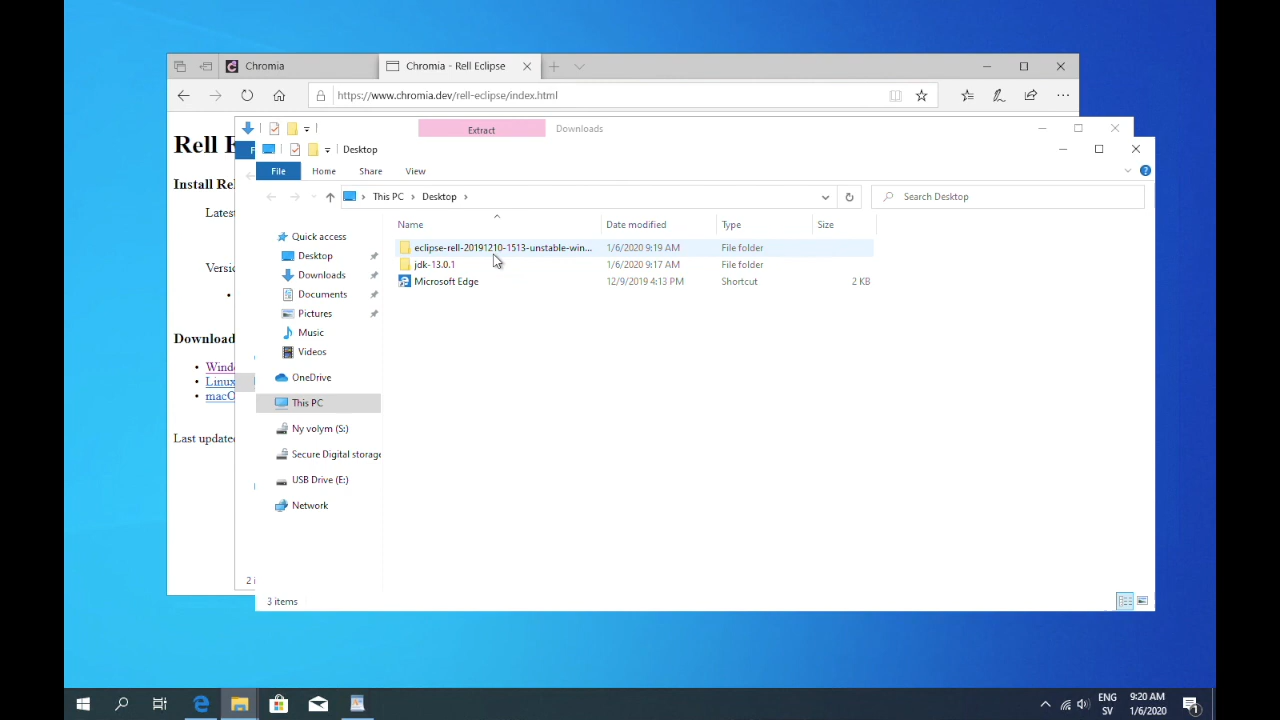 Chromia
Chromia - Rell Eclipse
https://www.chromia.dev/rell-eclipse/index.html
Extract
Downloads
Rell E
Install Re
Latest
Versi
Download
Wind
Linux
macO
Last update
2 i
Desktop
File
Home
Share
View
This PC
Desktop
Search Desktop
Name
Date modified
Type
Size
eclipse-rell-20191210-1513-unstable-win...
1/6/2020 9:19 AM
File folder
jdk-13.0.1
1/6/2020 9:17 AM
File folder
Microsoft Edge
12/9/2019 4:13 PM
Shortcut
2 KB
Quick access
Desktop
Downloads
Documents
Pictures
Music
Videos
OneDrive
This PC
Ny volym (S:)
Secure Digital storage
USB Drive (E:)
Network
3 items
ENG
SV
9:20 AM
1/6/2020
1